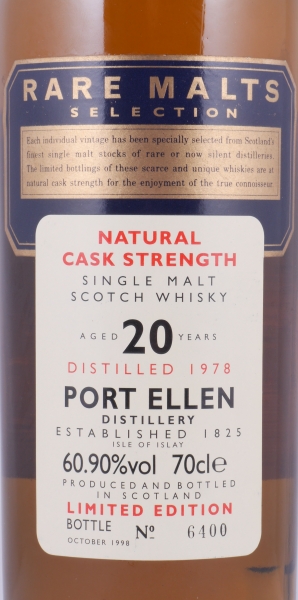 RARE MALTS
SELECTION
Each individual vintage has been specially selected from Scotland's
finest single malt stocks of rare or now silent distilleries.
The limited bottlings of these scarce and unique whiskies are at
natural cask strength for the enjoyment of the true connoisseur.
NATURAL
CASK STRENGTH
SINGLE MALT
SCOTCH WHISKY
AGED 20 YEARS
DISTILLED 1978
PORT ELLEN
DISTILLERY
ESTABLISHED 1825
ISLE OF ISLAY
60.90%vol 70cle
PRODUCED AND BOTTLED
IN SCOTLAND
LIMITED EDITION
BOTTLE Nº 6400
OCTOBER 1998